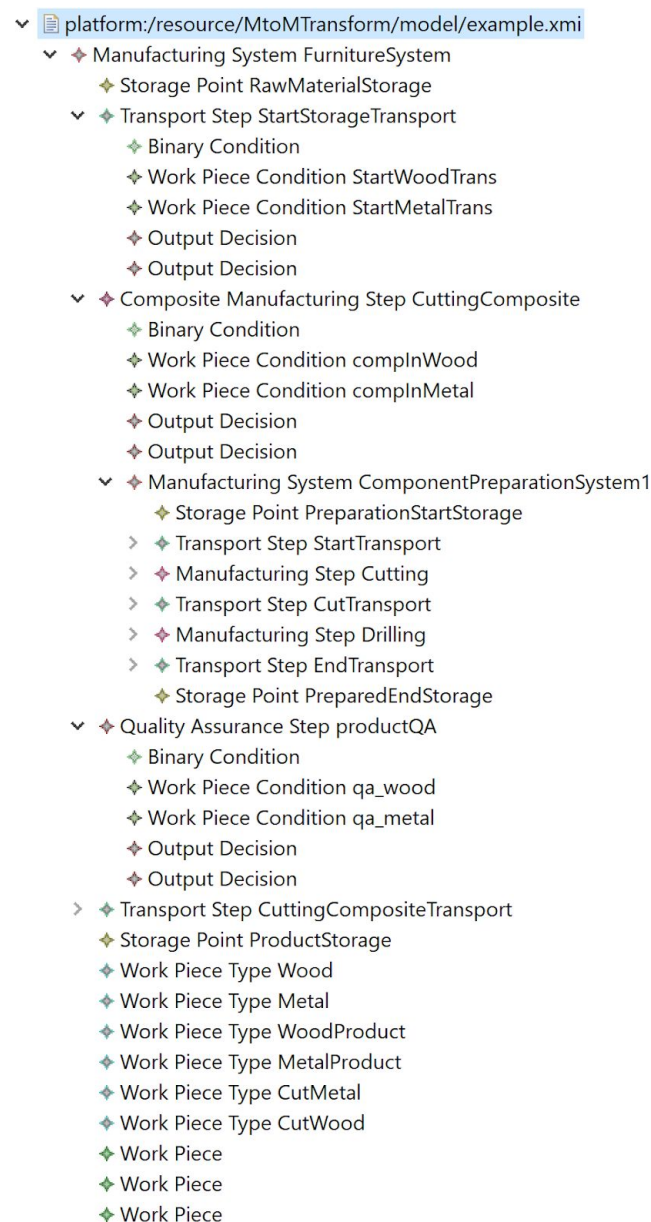 platform:/resource/MtoMTransform/model/example.xmi
Manufacturing System FurnitureSystem
Storage Point RawMaterialStorage
Transport Step StartStorageTransport
Binary Condition
Work Piece Condition StartWoodTrans
Work Piece Condition StartMetalTrans
Output Decision
Output Decision
Composite Manufacturing Step CuttingComposite
Binary Condition
Work Piece Condition compInWood
Work Piece Condition compInMetal
Output Decision
Output Decision
Manufacturing System ComponentPreparationSystem1
Storage Point PreparationStartStorage
Transport Step StartTransport
Manufacturing Step Cutting
Transport Step CutTransport
Manufacturing Step Drilling
Transport Step EndTransport
Storage Point PreparedEndStorage
Quality Assurance Step productQA
Binary Condition
Work Piece Condition qa_wood
Work Piece Condition qa_metal
Output Decision
Output Decision
Transport Step CuttingCompositeTransport
Storage Point ProductStorage
Work Piece Type Wood
Work Piece Type Metal
Work Piece Type WoodProduct
Work Piece Type MetalProduct
Work Piece Type CutMetal
Work Piece Type CutWood
Work Piece
Work Piece
Work Piece